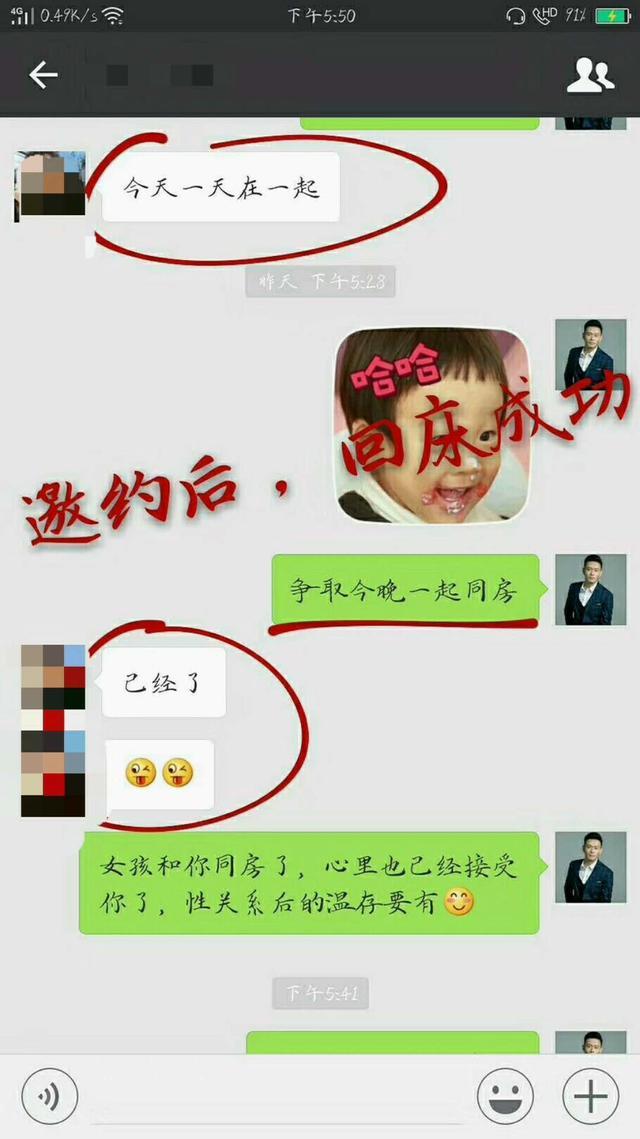 4G 0.49K/s 下午5:50 HD 91%
今天一天在一起
昨天 下午5:28
哈哈
邀约后，回床成功
争取今晚一起同房
已经了
女孩和你同房了，心里也已经接受
你了，性关系后的温存要有
下午5:41